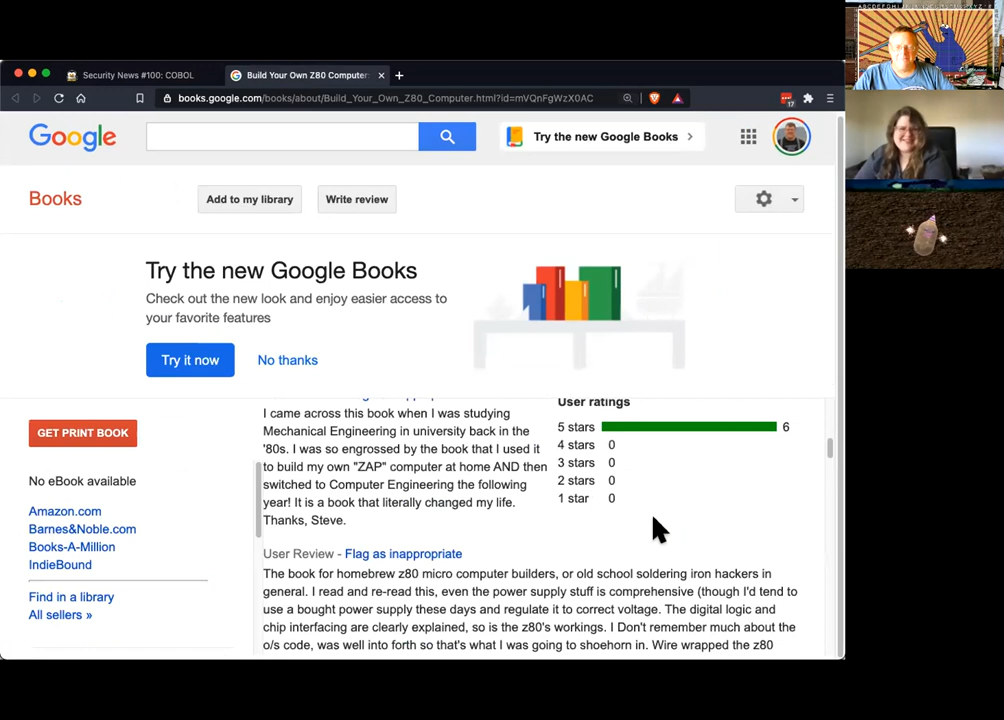 ABCDEFG
Security News #100: COBOL
Build Your Own Z80 Computer:
books.google.com/books/about/Build_Your_Own_Z80_Computer.html?id=mVQnFgWzX0AC
17
Google
Try the new Google Books
Books
Add to my library
Write review
Try the new Google Books
Check out the new look and enjoy easier access to
your favorite features
Try it now
No thanks
GET PRINT BOOK
No eBook available
Amazon.com
Barnes&Noble.com
Books-A-Million
IndieBound
Find in a library
All sellers »
I came across this book when I was studying
Mechanical Engineering in university back in the
'80s. I was so engrossed by the book that I used it
to build my own "ZAP" computer at home AND then
switched to Computer Engineering the following
year! It is a book that literally changed my life.
Thanks, Steve.
User ratings
5 stars 6
4 stars 0
3 stars 0
2 stars 0
1 star 0
User Review - Flag as inappropriate
The book for homebrew z80 micro computer builders, or old school soldering iron hackers in
general. I read and re-read this, even the power supply stuff is comprehensive (though I'd tend to
use a bought power supply these days and regulate it to correct voltage. The digital logic and
chip interfacing are clearly explained, so is the z80's workings. I Don't remember much about the
o/s code, was well into forth so that's what I was going to shoehorn in. Wire wrapped the z80